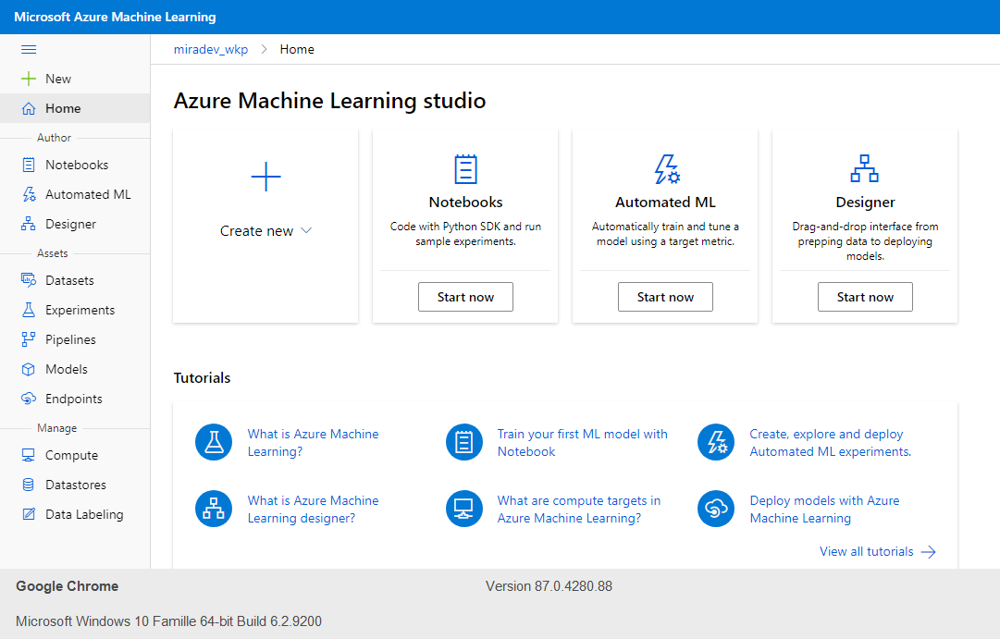 Microsoft Azure Machine Learning
miradev_wkp > Home
New
Home
Author
Notebooks
Automated ML
Designer
Assets
Datasets
Experiments
Pipelines
Models
Endpoints
Manage
Compute
Datastores
Data Labeling
Azure Machine Learning studio
Create new
Notebooks
Code with Python SDK and run
sample experiments.
Start now
Automated ML
Automatically train and tune a
model using a target metric.
Start now
Designer
Drag-and-drop interface from
prepping data to deploying
models.
Start now
Tutorials
What is Azure Machine
Learning?
Train your first ML model with
Notebook
Create, explore and deploy
Automated ML experiments.
What is Azure Machine
Learning designer?
What are compute targets in
Azure Machine Learning?
Deploy models with Azure
Machine Learning
View all tutorials
Google Chrome
Version 87.0.4280.88
Microsoft Windows 10 Famille 64-bit Build 6.2.9200